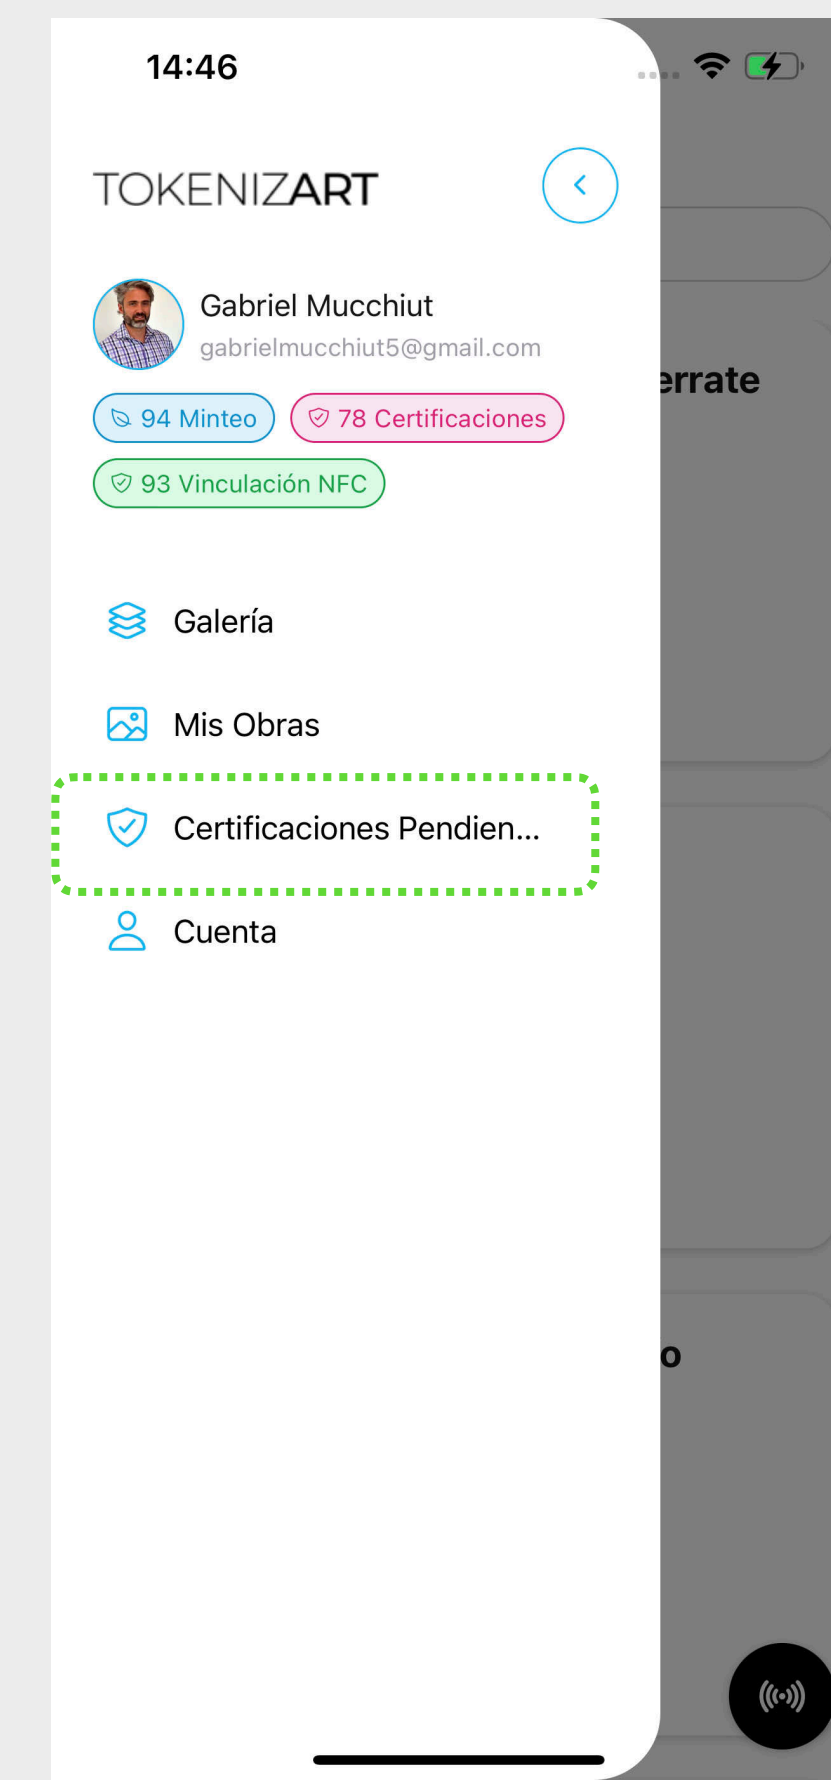 14:46
TOKENIZART
Gabriel Mucchiut
gabrielmucchiut5@gmail.com
94 Minteo
78 Certificaciones
93 Vinculación NFC
errate
Galería
Mis Obras
Certificaciones Pendien...
Cuenta
o